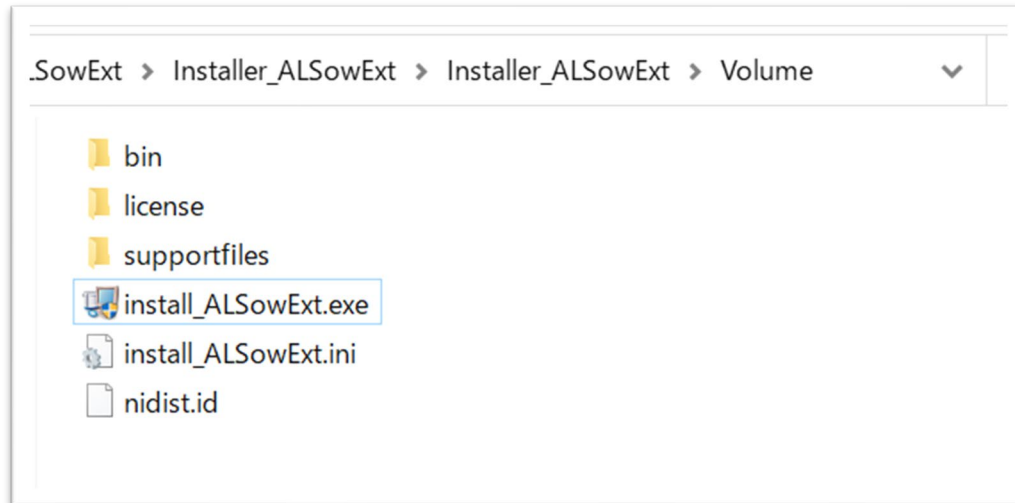 .SowExt > Installer_ALSowExt > Installer_ALSowExt > Volume
bin
license
supportfiles
install_ALSowExt.exe
install_ALSowExt.ini
nidist.id